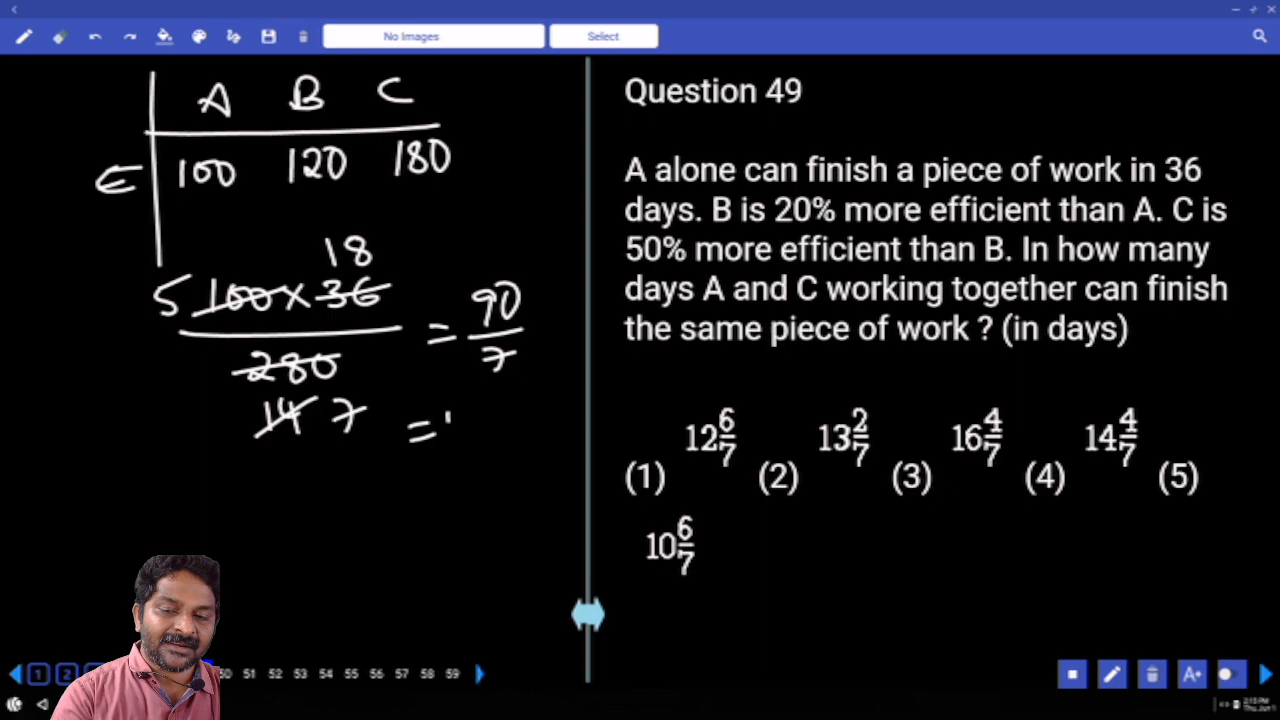 No Images
Select
A B C
E 100 120 180
18
5 100 x 36
280
14 7
= 90
7
=
Question 49
A alone can finish a piece of work in 36
days. B is 20% more efficient than A. C is
50% more efficient than B. In how many
days A and C working together can finish
the same piece of work ? (in days)
(1) 12 6/7 (2) 13 2/7 (3) 16 4/7 (4) 14 4/7 (5)
10 6/7
1 2 50 51 52 53 54 55 56 57 58 59
A+